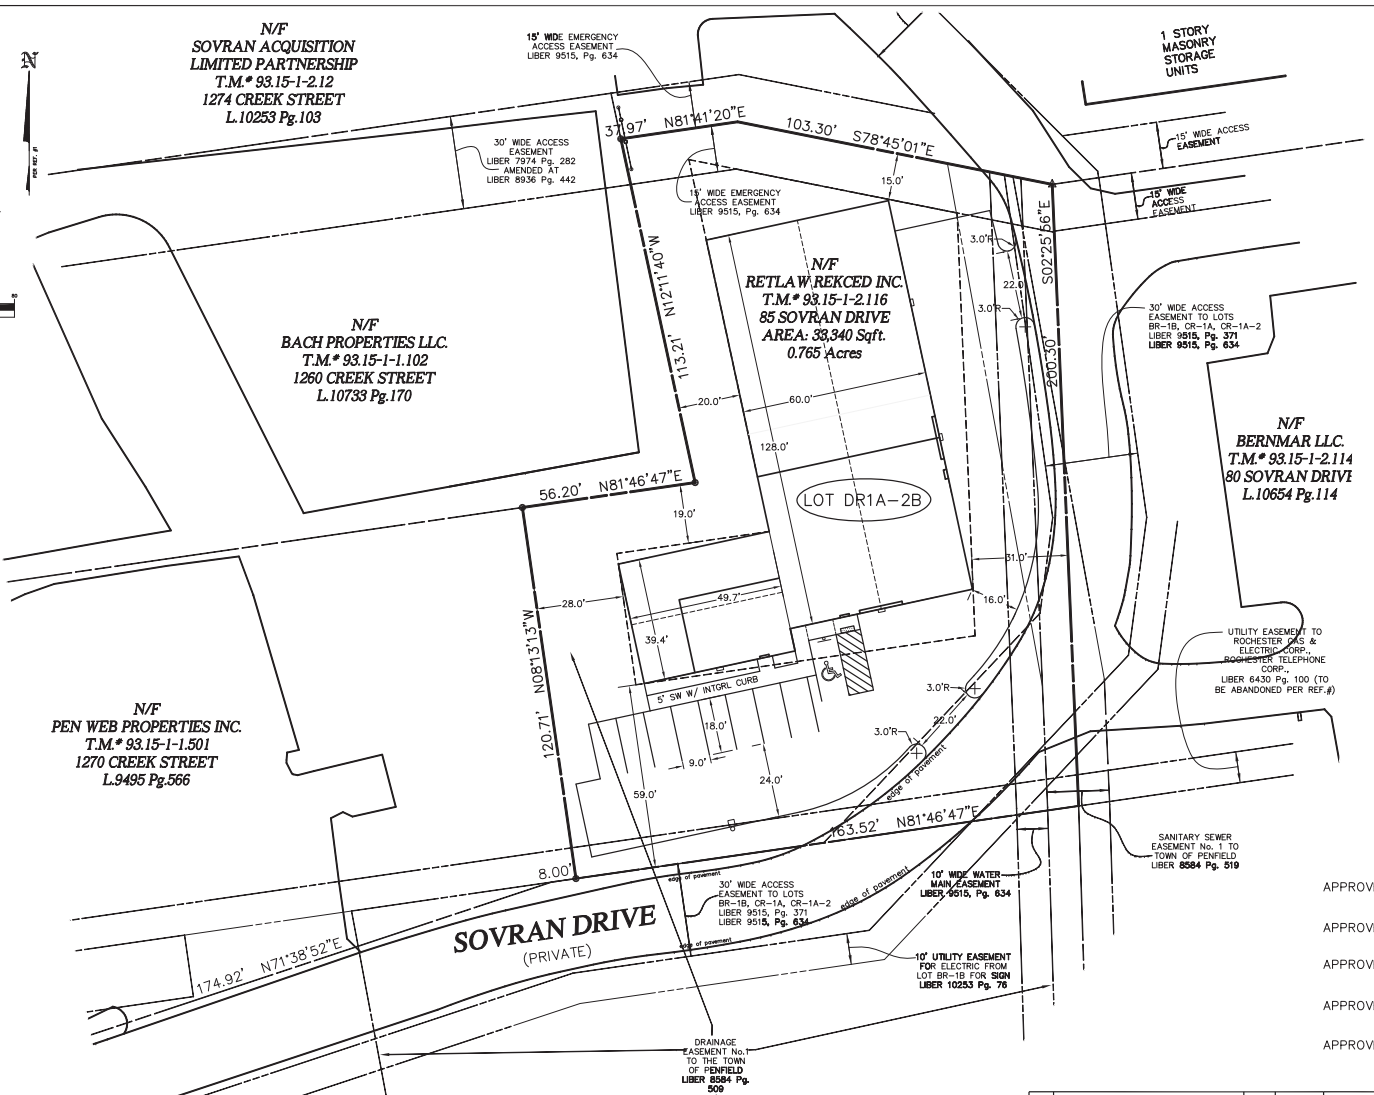 N/F
SOVRAN ACQUISITION
LIMITED PARTNERSHIP
T.M.# 93.15-1-2.12
1274 CREEK STREET
L.10253 Pg.103
N
PER REF. #1
15' WIDE EMERGENCY
ACCESS EASEMENT
LIBER 9515, Pg. 634
1 STORY
MASONRY
STORAGE
UNITS
30' WIDE ACCESS
EASEMENT
LIBER 7974 Pg. 282
AMENDED AT
LIBER 8936 Pg. 442
37.97' N81°41'20"E
103.30' S78°45'01"E
15' WIDE ACCESS
EASEMENT
15' WIDE
ACCESS
EASEMENT
15' WIDE EMERGENCY
ACCESS EASEMENT
LIBER 9515, Pg. 634
15.0'
S02°25'56"E
200.30'
3.0'R
22.0
3.0'R
113.21' N12°11'40"W
N/F
RETLAW REKCED INC.
T.M.# 93.15-1-2.116
85 SOVRAN DRIVE
AREA: 33,340 Sqft.
0.765 Acres
N/F
BACH PROPERTIES LLC.
T.M.# 93.15-1-1.102
1260 CREEK STREET
L.10733 Pg.170
30' WIDE ACCESS
EASEMENT TO LOTS
BR-1B, CR-1A, CR-1A-2
LIBER 9515, Pg. 371
LIBER 9515, Pg. 634
20.0'
60.0'
128.0'
N/F
BERNMAR LLC.
T.M.# 93.15-1-2.114
80 SOVRAN DRIVE
L.10654 Pg.114
56.20' N81°46'47"E
LOT DR1A-2B
19.0'
31.0'
16.0'
28.0'
49.7'
39.4'
120.71' N08°13'13"W
5' SW W/ INTGRL CURB
UTILITY EASEMENT TO
ROCHESTER GAS &
ELECTRIC CORP.,
ROCHESTER TELEPHONE
CORP.,
LIBER 6430 Pg. 100 (TO
BE ABANDONED PER REF.#)
3.0'R
22.0'
3.0'R
N/F
PEN WEB PROPERTIES INC.
T.M.# 93.15-1-1.501
1270 CREEK STREET
L.9495 Pg.566
18.0'
9.0'
24.0'
59.0'
edge of pavement
163.52' N81°46'47"E
SANITARY SEWER
EASEMENT No. 1 TO
TOWN OF PENFIELD
LIBER 8584 Pg. 519
8.00'
edge of pavement
30' WIDE ACCESS
EASEMENT TO LOTS
BR-1B, CR-1A, CR-1A-2
LIBER 9515, Pg. 371
LIBER 9515, Pg. 634
edge of pavement
10' WIDE WATER
MAIN EASEMENT
LIBER 9515, Pg. 634
APPROVE
SOVRAN DRIVE
(PRIVATE)
edge of pavement
APPROVE
174.92' N71°38'52"E
10' UTILITY EASEMENT
FOR ELECTRIC FROM
LOT BR-1B FOR SIGN
LIBER 10253 Pg. 76
APPROVE
APPROVE
APPROVE
DRAINAGE
EASEMENT No.1
TO THE TOWN
OF PENFIELD
LIBER 8584 Pg.
509